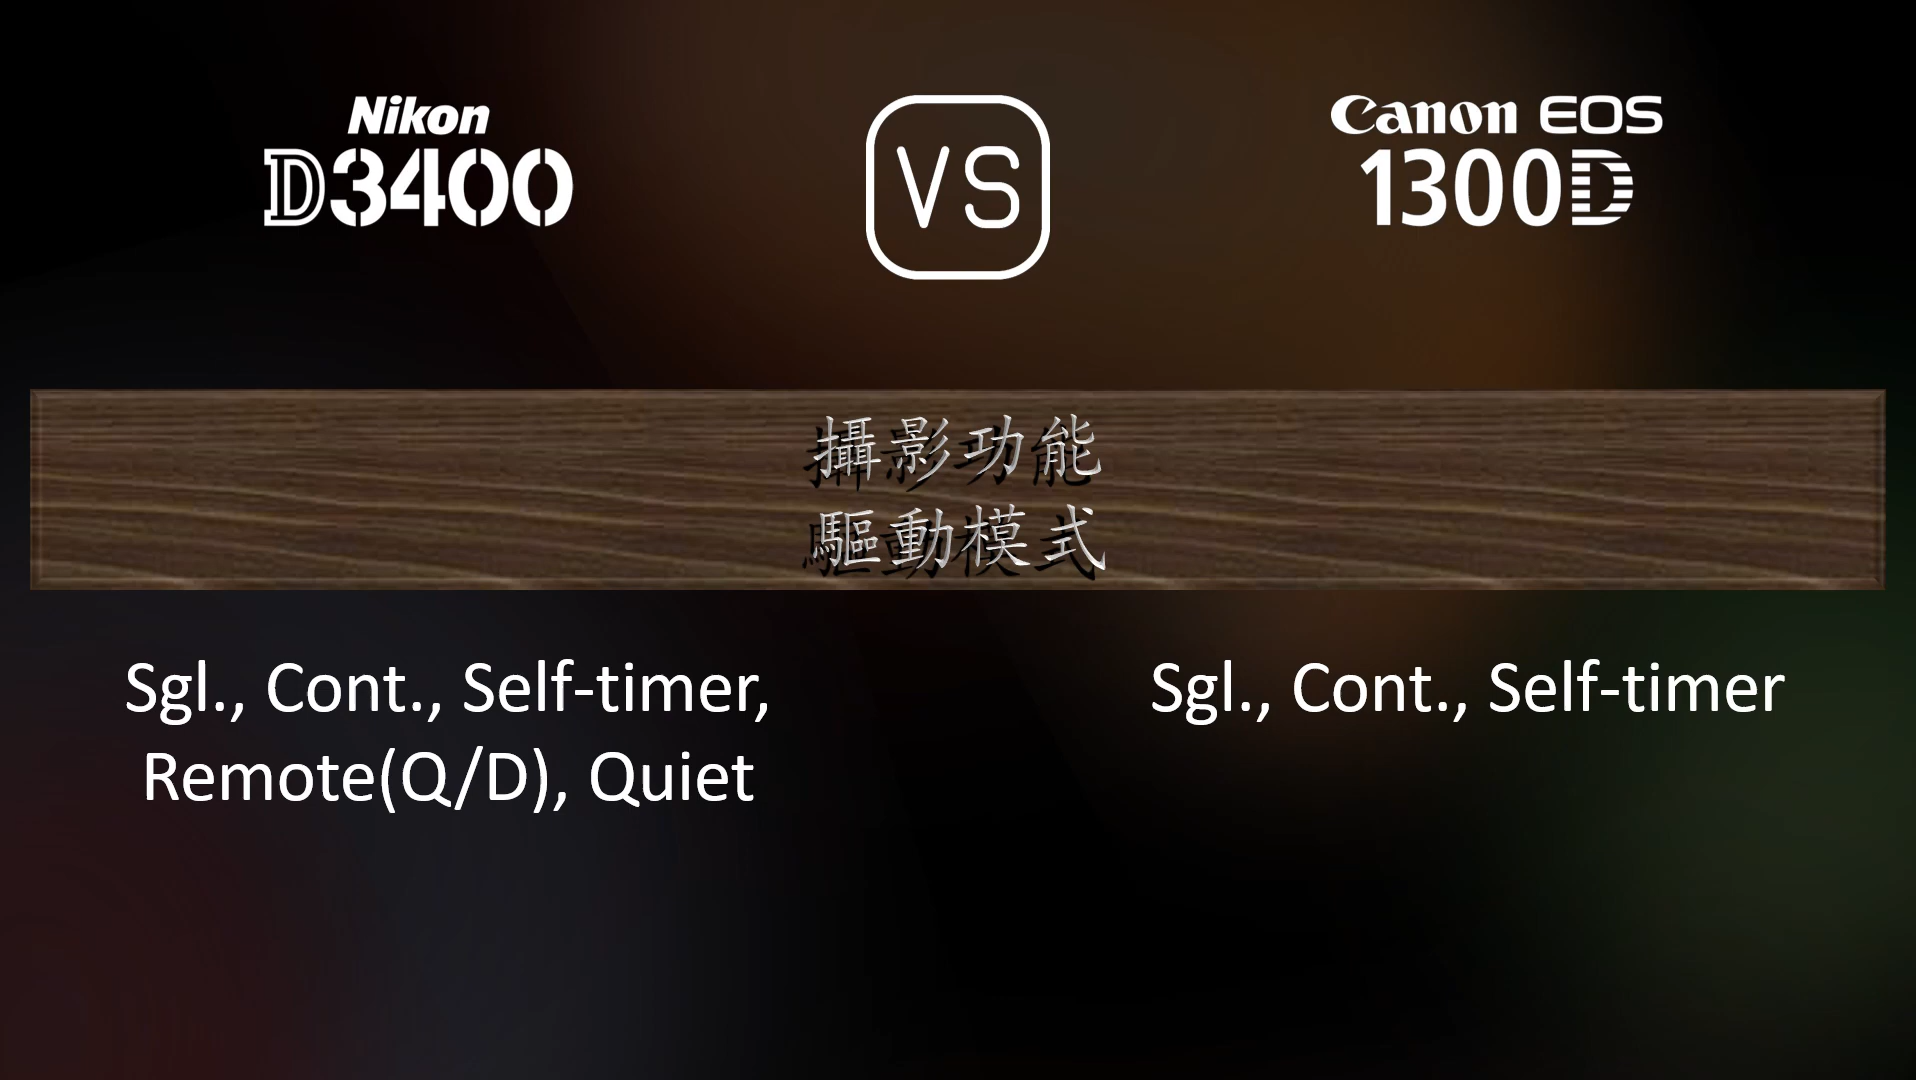 Nikon
D3400
VS
Canon EOS
1300D
攝影功能
驅動模式
Sgl., Cont., Self-timer,
Remote(Q/D), Quiet
Sgl., Cont., Self-timer